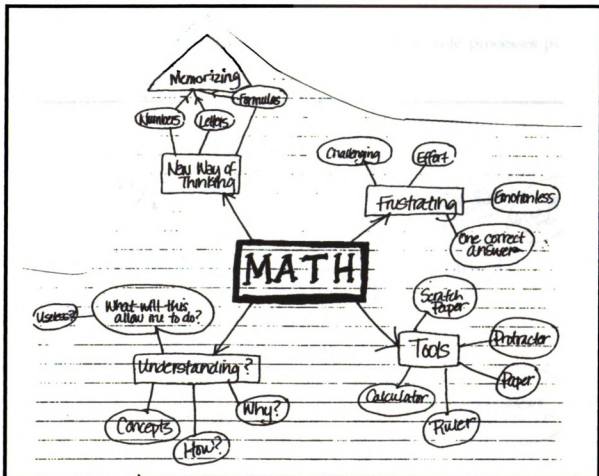 Memorizing
Numbers
Letters
Formulas
New Way of
Thinking
Challenging
Effort
Frustrating
Emotionless
One correct
answer
MATH
What will this
allow me to do?
Useless?
Understanding?
Concepts
How?
Why?
Scratch
Paper
Tools
Protractor
Paper
Calculator
Ruler